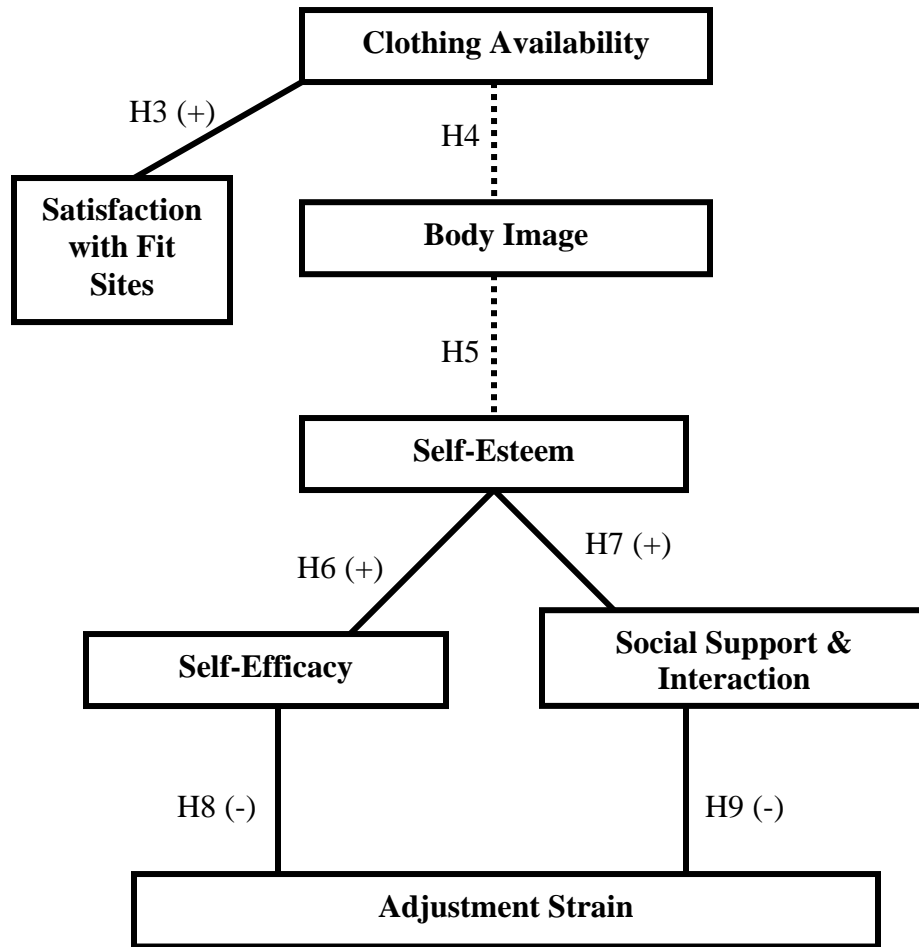 Clothing Availability
H3 (+)
H4
Satisfaction
with Fit
Sites
Body Image
H5
Self-Esteem
H6 (+)
H7 (+)
Self-Efficacy
Social Support &
Interaction
H8 (-)
H9 (-)
Adjustment Strain